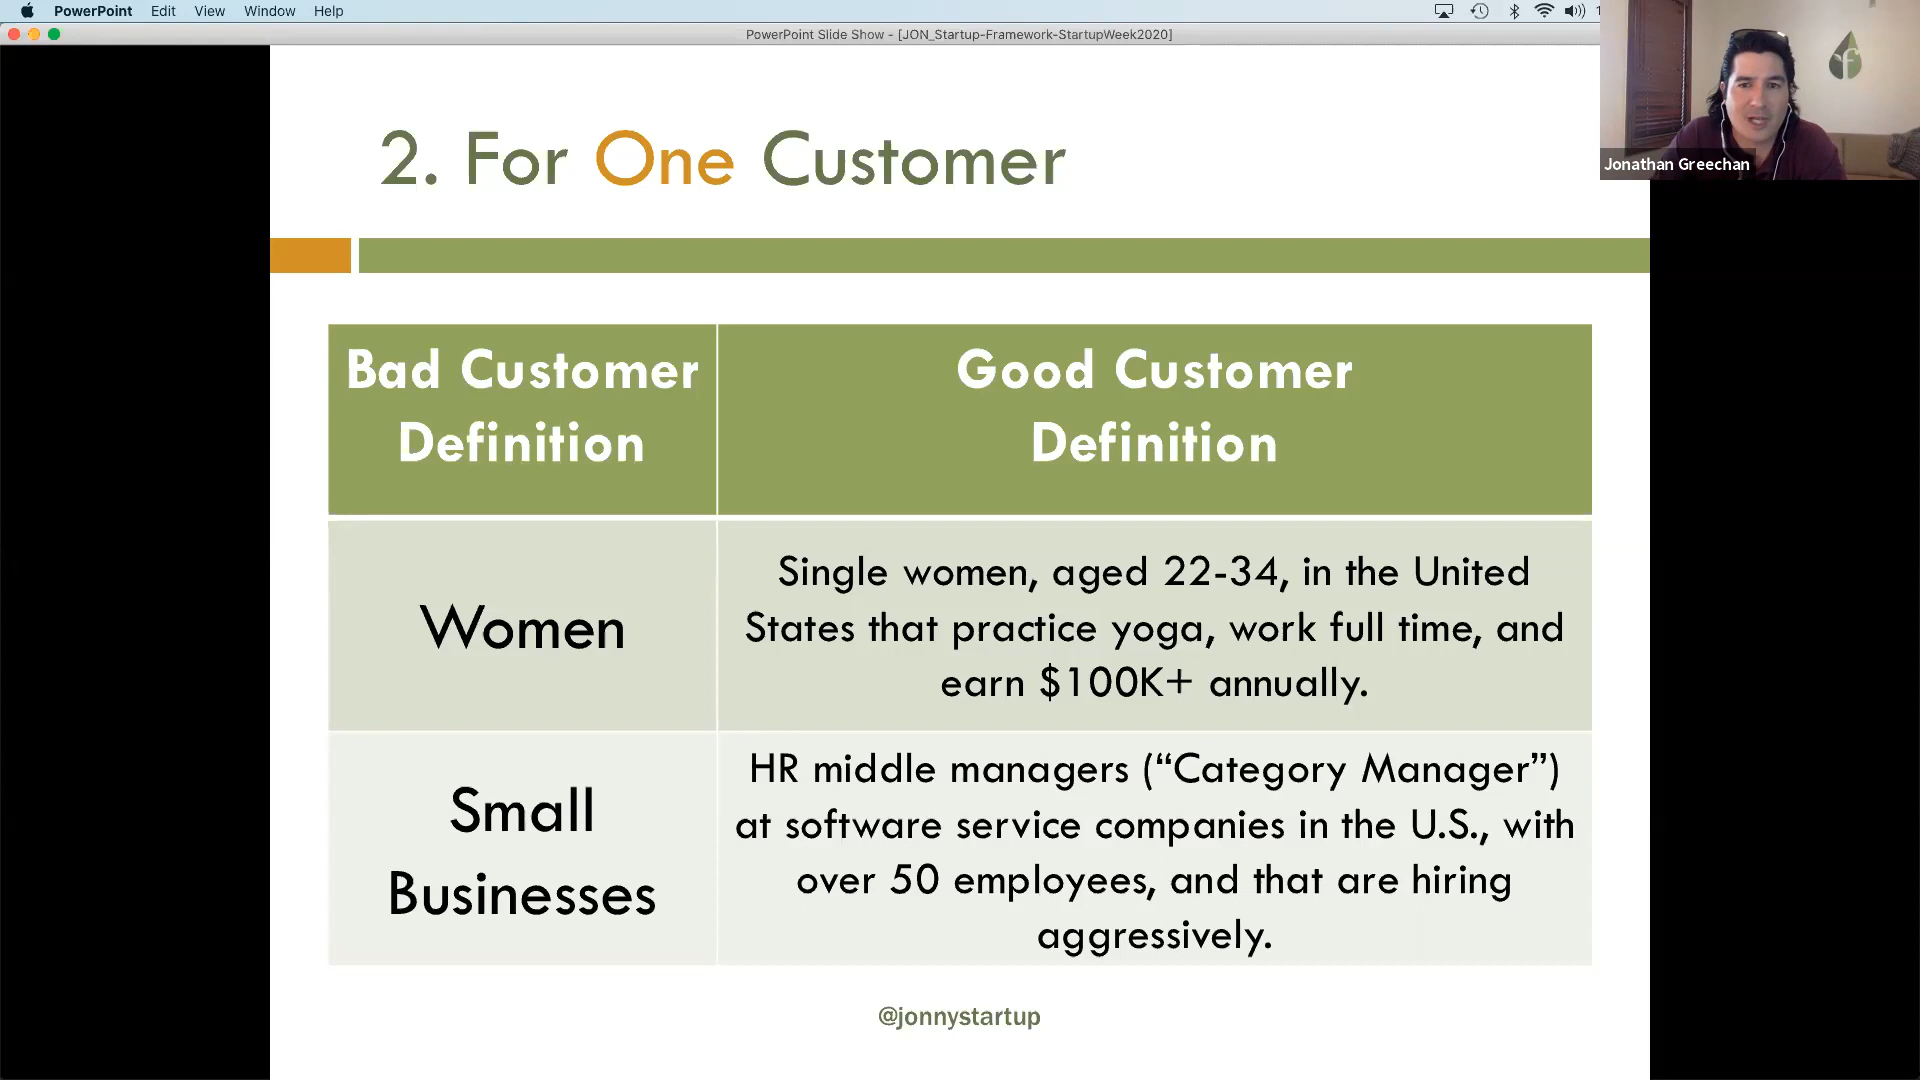 PowerPoint Edit View Window Help
PowerPoint Slide Show - [JON_Startup-Framework-StartupWeek2020]
Jonathan Greechan
2. For One Customer
Bad Customer
Definition
Good Customer
Definition
Women
Single women, aged 22-34, in the United
States that practice yoga, work full time, and
earn $100K+ annually.
Small
Businesses
HR middle managers (“Category Manager”)
at software service companies in the U.S., with
over 50 employees, and that are hiring
aggressively.
@jonnystartup